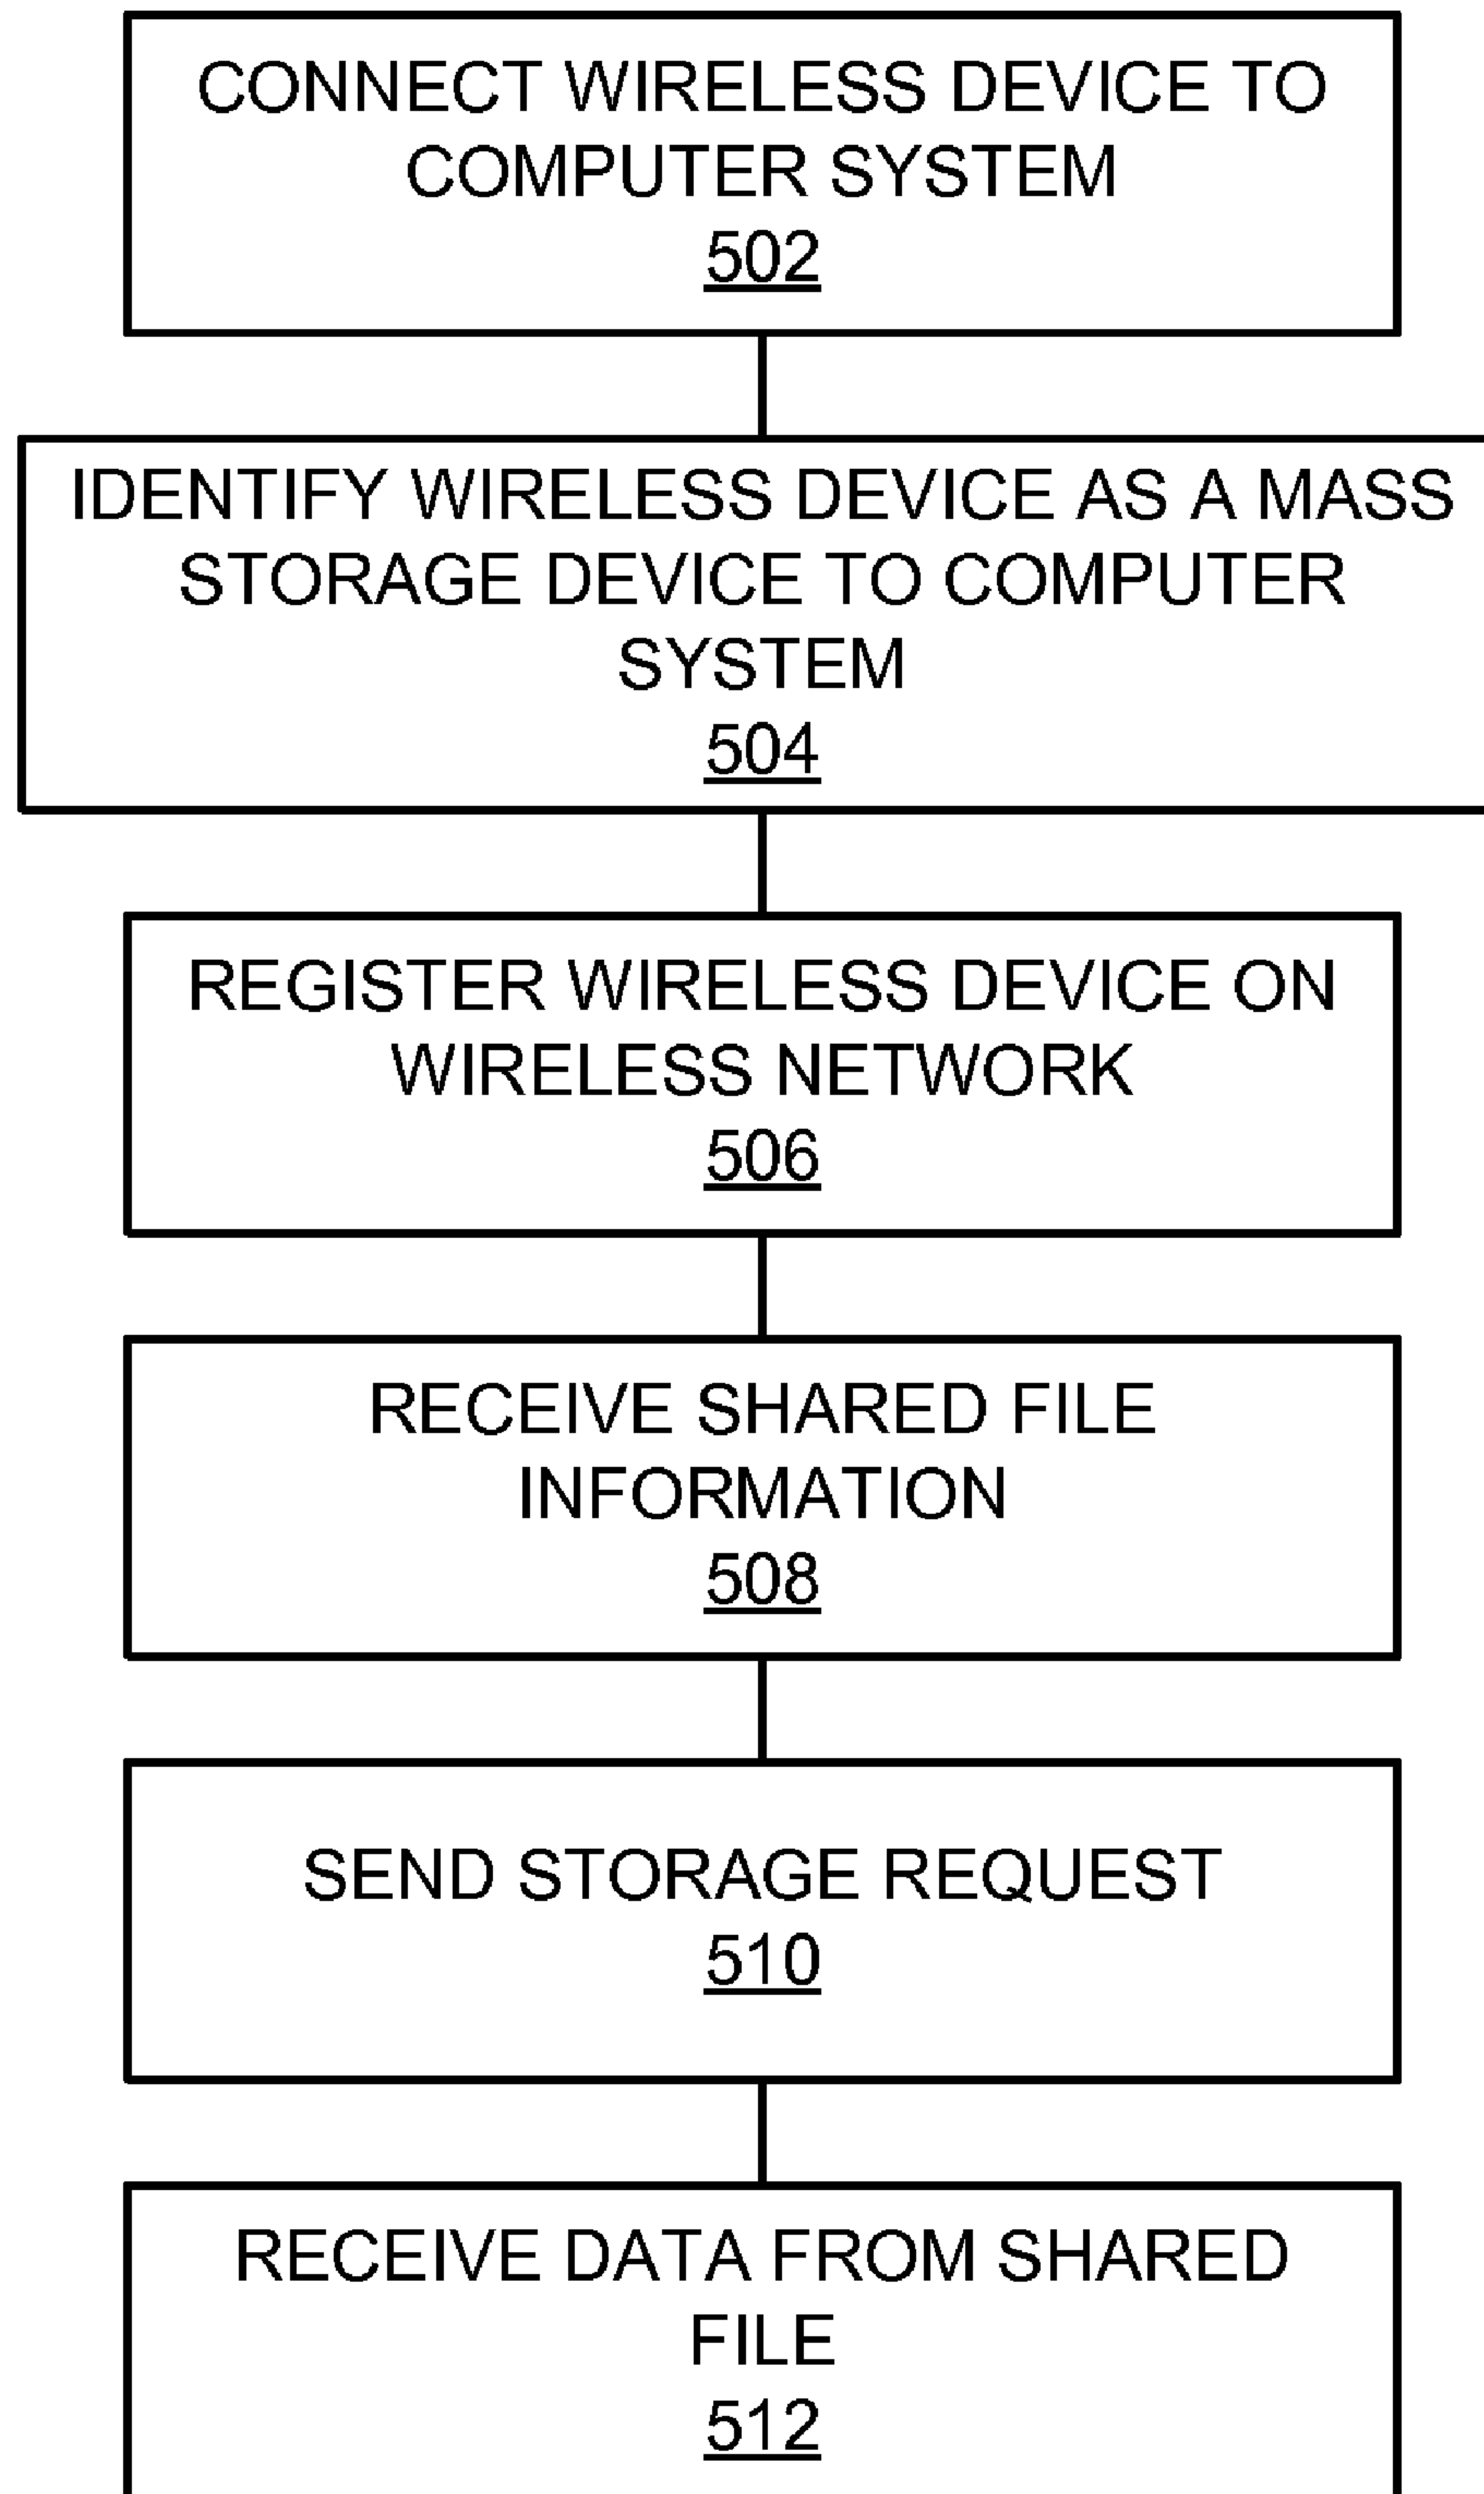 CONNECT WIRELESS DEVICE TO
COMPUTER SYSTEM
502
IDENTIFY WIRELESS DEVICE AS A MASS
STORAGE DEVICE TO COMPUTER
SYSTEM
504
REGISTER WIRELESS DEVICE ON
WIRELESS NETWORK
506
RECEIVE SHARED FILE
INFORMATION
508
SEND STORAGE REQUEST
510
RECEIVE DATA FROM SHARED
FILE
512